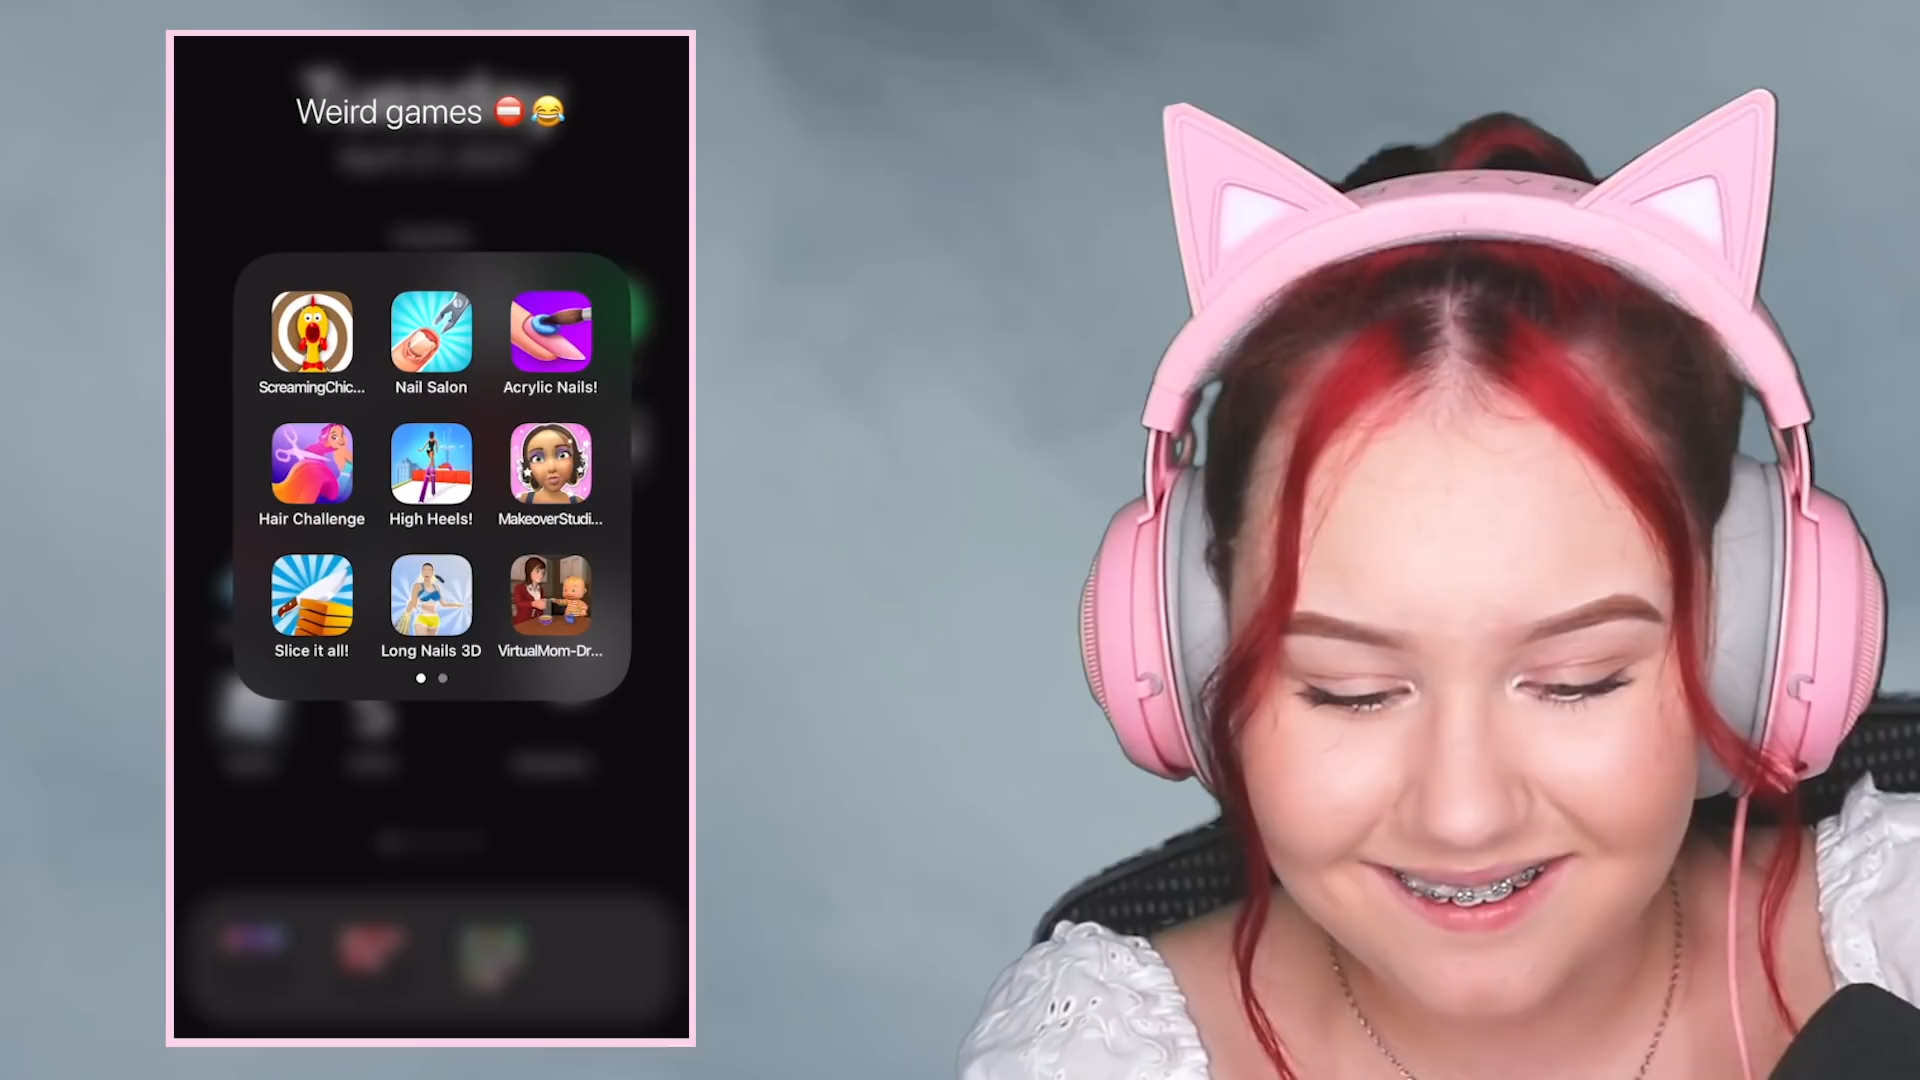 Weird games ⛔😂
ScreamingChic...
Nail Salon
Acrylic Nails!
Hair Challenge
High Heels!
MakeoverStudi...
Slice it all!
Long Nails 3D
VirtualMom-Dr...
RAZER